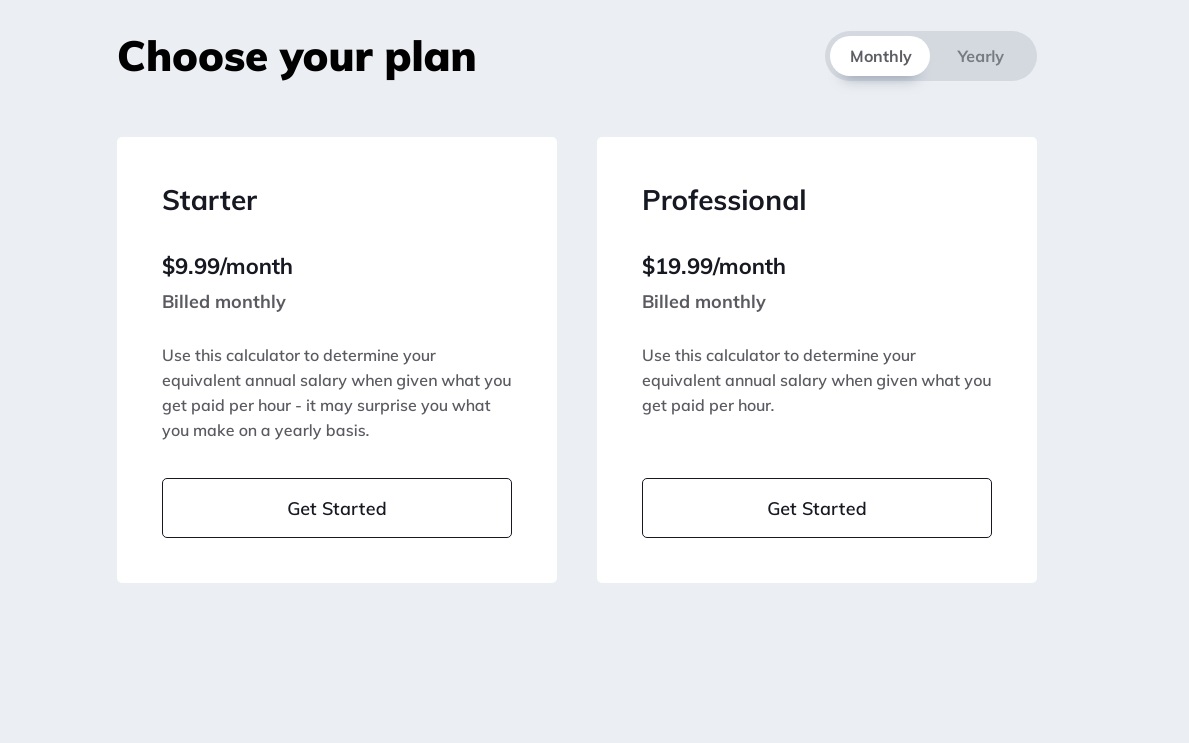 Choose your plan
Monthly
Yearly
Starter
$9.99/month
Billed monthly
Use this calculator to determine your
equivalent annual salary when given what you
get paid per hour - it may surprise you what
you make on a yearly basis.
Get Started
Professional
$19.99/month
Billed monthly
Use this calculator to determine your
equivalent annual salary when given what you
get paid per hour.
Get Started